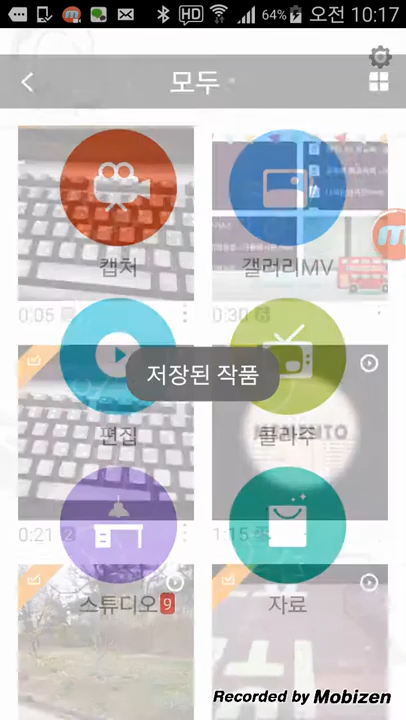 HD 64% 오전 10:17
모두
캡처
갤러리MV
0:05
0:30
저장된 작품
편집
콜라주
0:21
1:15
스튜디오 9
자료
Recorded by Mobizen